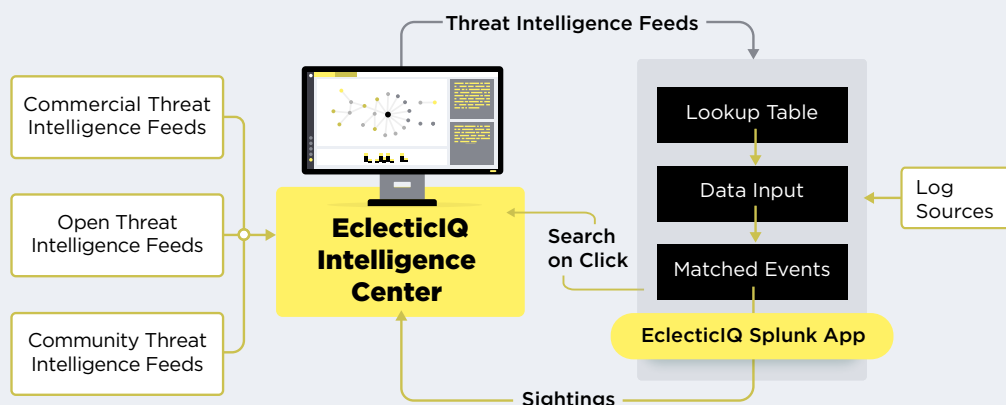 Threat Intelligence Feeds
Commercial Threat
Intelligence Feeds
Open Threat
Intelligence Feeds
Community Threat
Intelligence Feeds
EclecticIQ
Intelligence
Center
Search
on Click
Lookup Table
Data Input
Matched Events
EclecticIQ Splunk App
Log
Sources
Sightings